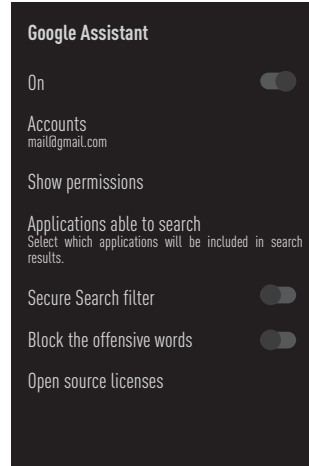 Google Assistant
On
Accounts
mail@gmail.com
Show permissions
Applications able to search
Select which applications will be included in search
results.
Secure Search filter
Block the offensive words
Open source licenses